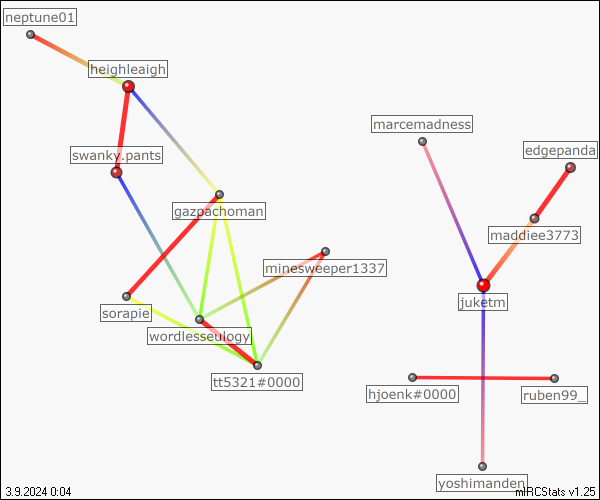 neptune01
heighleaigh
marcemadness
edgepanda
swanky.pants
gazpachoman
maddiee3773
minesweeper1337
juketm
sorapie
wordlesseulogy
tt5321#0000
hjoenk#0000
ruben99_
yoshimanden
3.9.2024 0:04
mIRCStats v1.25